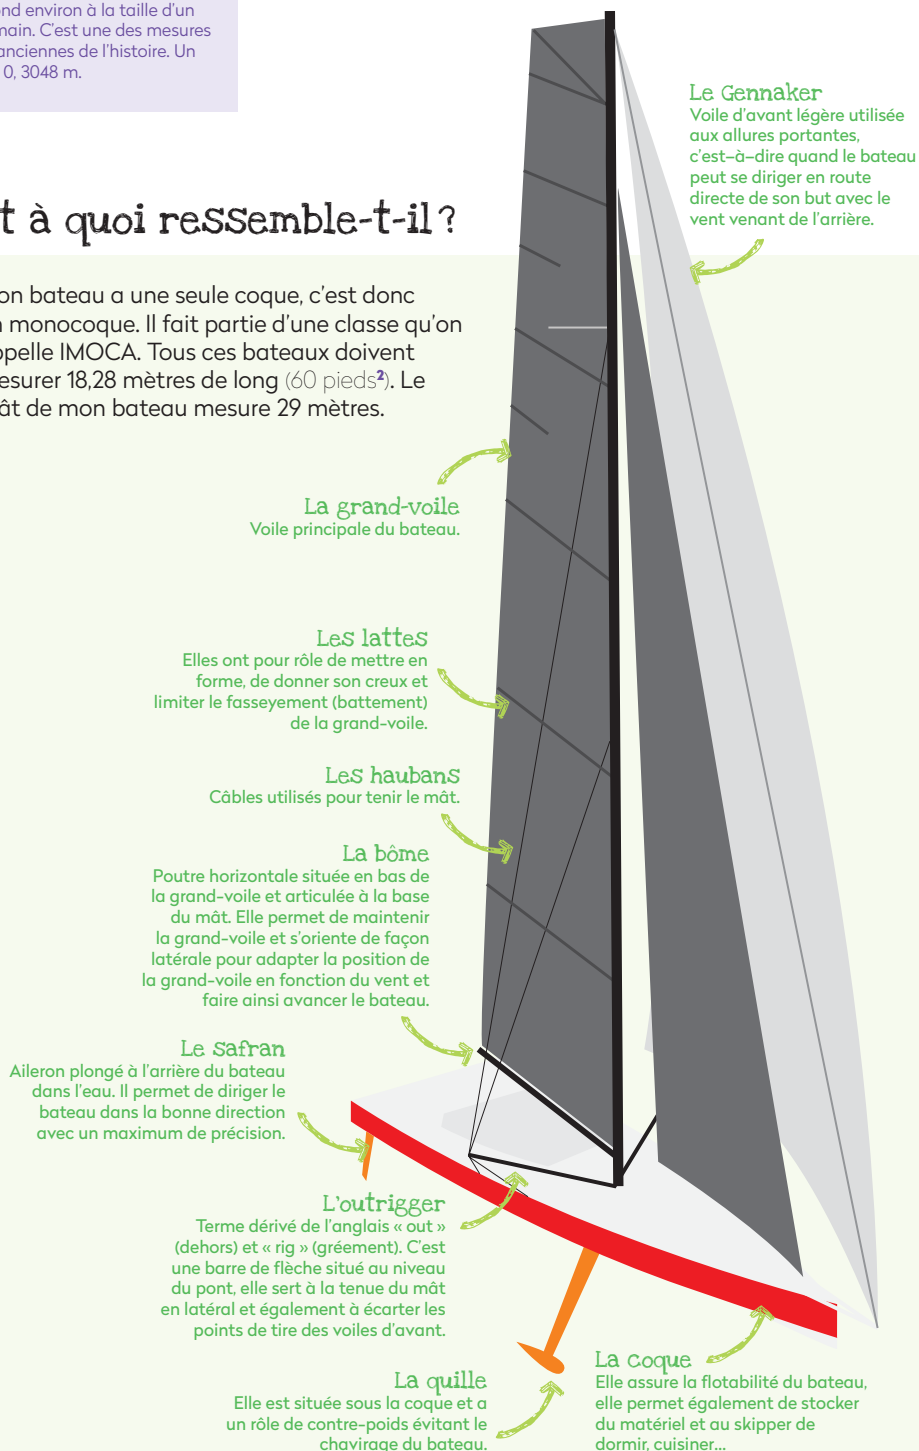 nd environ à la taille d'un
main. C'est une des mesures
anciennes de l'histoire. Un
0, 3048 m.
t à quoi ressemble-t-il ?
on bateau a une seule coque, c'est donc
n monocoque. Il fait partie d'une classe qu'on
ppelle IMOCA. Tous ces bateaux doivent
esurer 18,28 mètres de long (60 pieds²). Le
ât de mon bateau mesure 29 mètres.
Le Gennaker
Voile d'avant légère utilisée
aux allures portantes,
c'est-à-dire quand le bateau
peut se diriger en route
directe de son but avec le
vent venant de l'arrière.
La grand-voile
Voile principale du bateau.
Les lattes
Elles ont pour rôle de mettre en
forme, de donner son creux et
limiter le fasseyement (battement)
de la grand-voile.
Les haubans
Câbles utilisés pour tenir le mât.
La bôme
Poutre horizontale située en bas de
la grand-voile et articulée à la base
du mât. Elle permet de maintenir
la grand-voile et s'oriente de façon
latérale pour adapter la position de
la grand-voile en fonction du vent et
faire ainsi avancer le bateau.
Le safran
Aileron plongé à l'arrière du bateau
dans l'eau. Il permet de diriger le
bateau dans la bonne direction
avec un maximum de précision.
L'outrigger
Terme dérivé de l'anglais « out »
(dehors) et « rig » (gréement). C'est
une barre de flèche situé au niveau
du pont, elle sert à la tenue du mât
en latéral et également à écarter les
points de tire des voiles d'avant.
La quille
Elle est située sous la coque et a
un rôle de contre-poids évitant le
chavirage du bateau.
La coque
Elle assure la flotabilité du bateau,
elle permet également de stocker
du matériel et au skipper de
dormir, cuisiner...